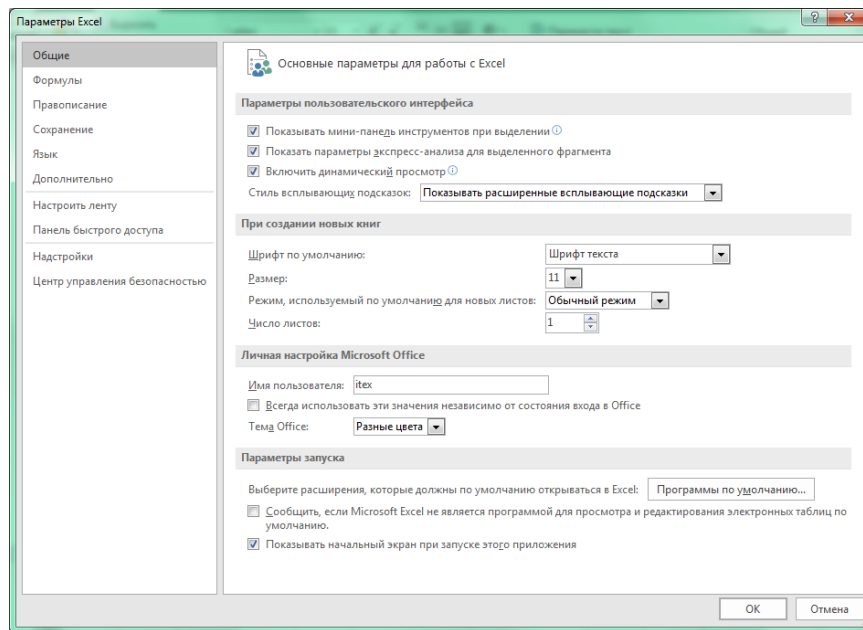 Параметры Excel
Общие
Формулы
Правописание
Сохранение
Язык
Дополнительно
Настроить ленту
Панель быстрого доступа
Надстройки
Центр управления безопасностью
Основные параметры для работы с Excel
Параметры пользовательского интерфейса
Показывать мини-панель инструментов при выделении
Показать параметры экспресс-анализа для выделенного фрагмента
Включить динамический просмотр
Стиль всплывающих подсказок: Показывать расширенные всплывающие подсказки
При создании новых книг
Шрифт по умолчанию: Шрифт текста
Размер: 11
Режим, используемый по умолчанию для новых листов: Обычный режим
Число листов: 1
Личная настройка Microsoft Office
Имя пользователя: itex
Всегда использовать эти значения независимо от состояния входа в Office
Тема Office: Разные цвета
Параметры запуска
Выберите расширения, которые должны по умолчанию открываться в Excel: Программы по умолчанию...
Сообщить, если Microsoft Excel не является программой для просмотра и редактирования электронных таблиц по
умолчанию.
Показывать начальный экран при запуске этого приложения
ОК Отмена